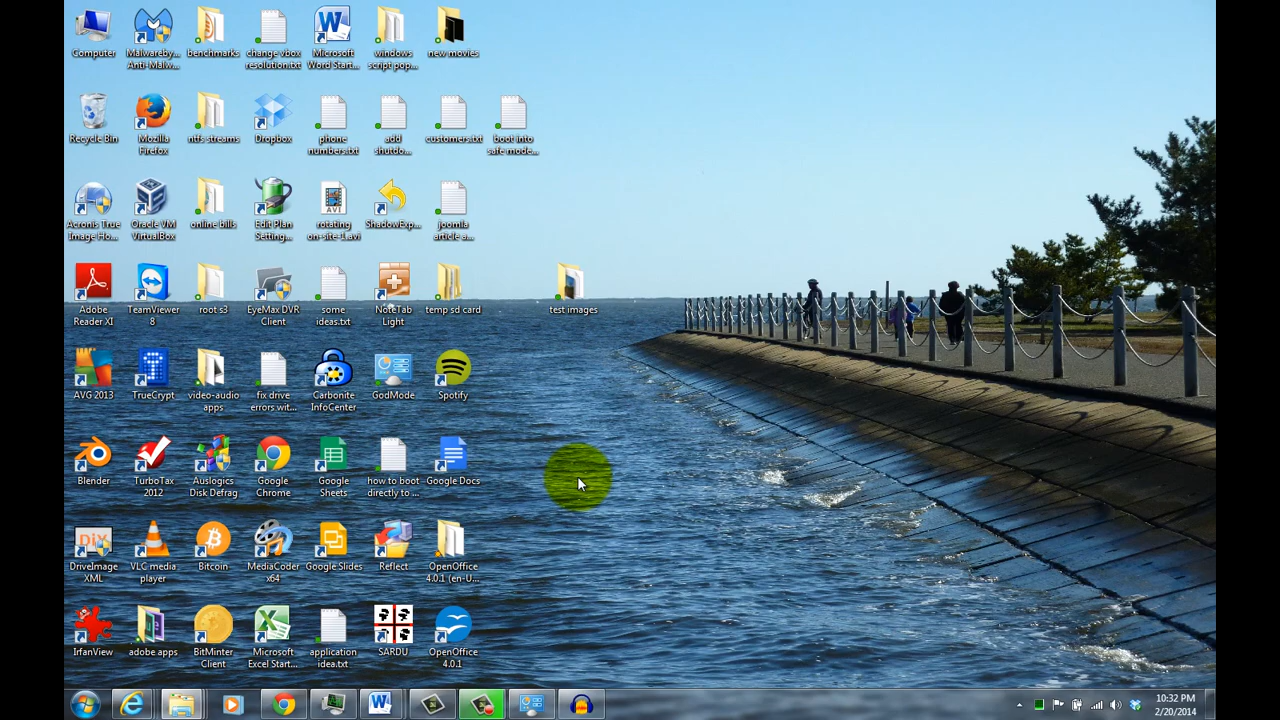 Computer
Malwareby...
Anti-Malw...
benchmarks
change vbox
resolution.txt
Microsoft
Word Start...
windows
script pop...
new movies
Recycle Bin
Mozilla
Firefox
ntfs streams
Dropbox
phone
numbers.txt
add
shutdo...
customers.txt
boot into
safe mode...
Acronis True
Image Ho...
Oracle VM
VirtualBox
online bills
Edit Plan
Setting...
AVI
rotating
on-site-1.avi
ShadowExp...
joomla
article a...
Adobe
Reader XI
TeamViewer
8
root s3
EyeMax DVR
Client
some
ideas.txt
NoteTab
Light
temp sd card
test images
AVG 2013
TrueCrypt
video-audio
apps
fix drive
errors wit...
Carbonite
InfoCenter
GodMode
Spotify
Blender
TurboTax
2012
Auslogics
Disk Defrag
Google
Chrome
Google
Sheets
how to boot
directly to ...
Google Docs
DriveImage
XML
VLC media
player
Bitcoin
MediaCoder
x64
Google Slides
Reflect
OpenOffice
4.0.1 (en-U...
IrfanView
adobe apps
BitMinter
Client
Microsoft
Excel Start...
application
idea.txt
SARDU
OpenOffice
4.0.1
10:32 PM
2/20/2014